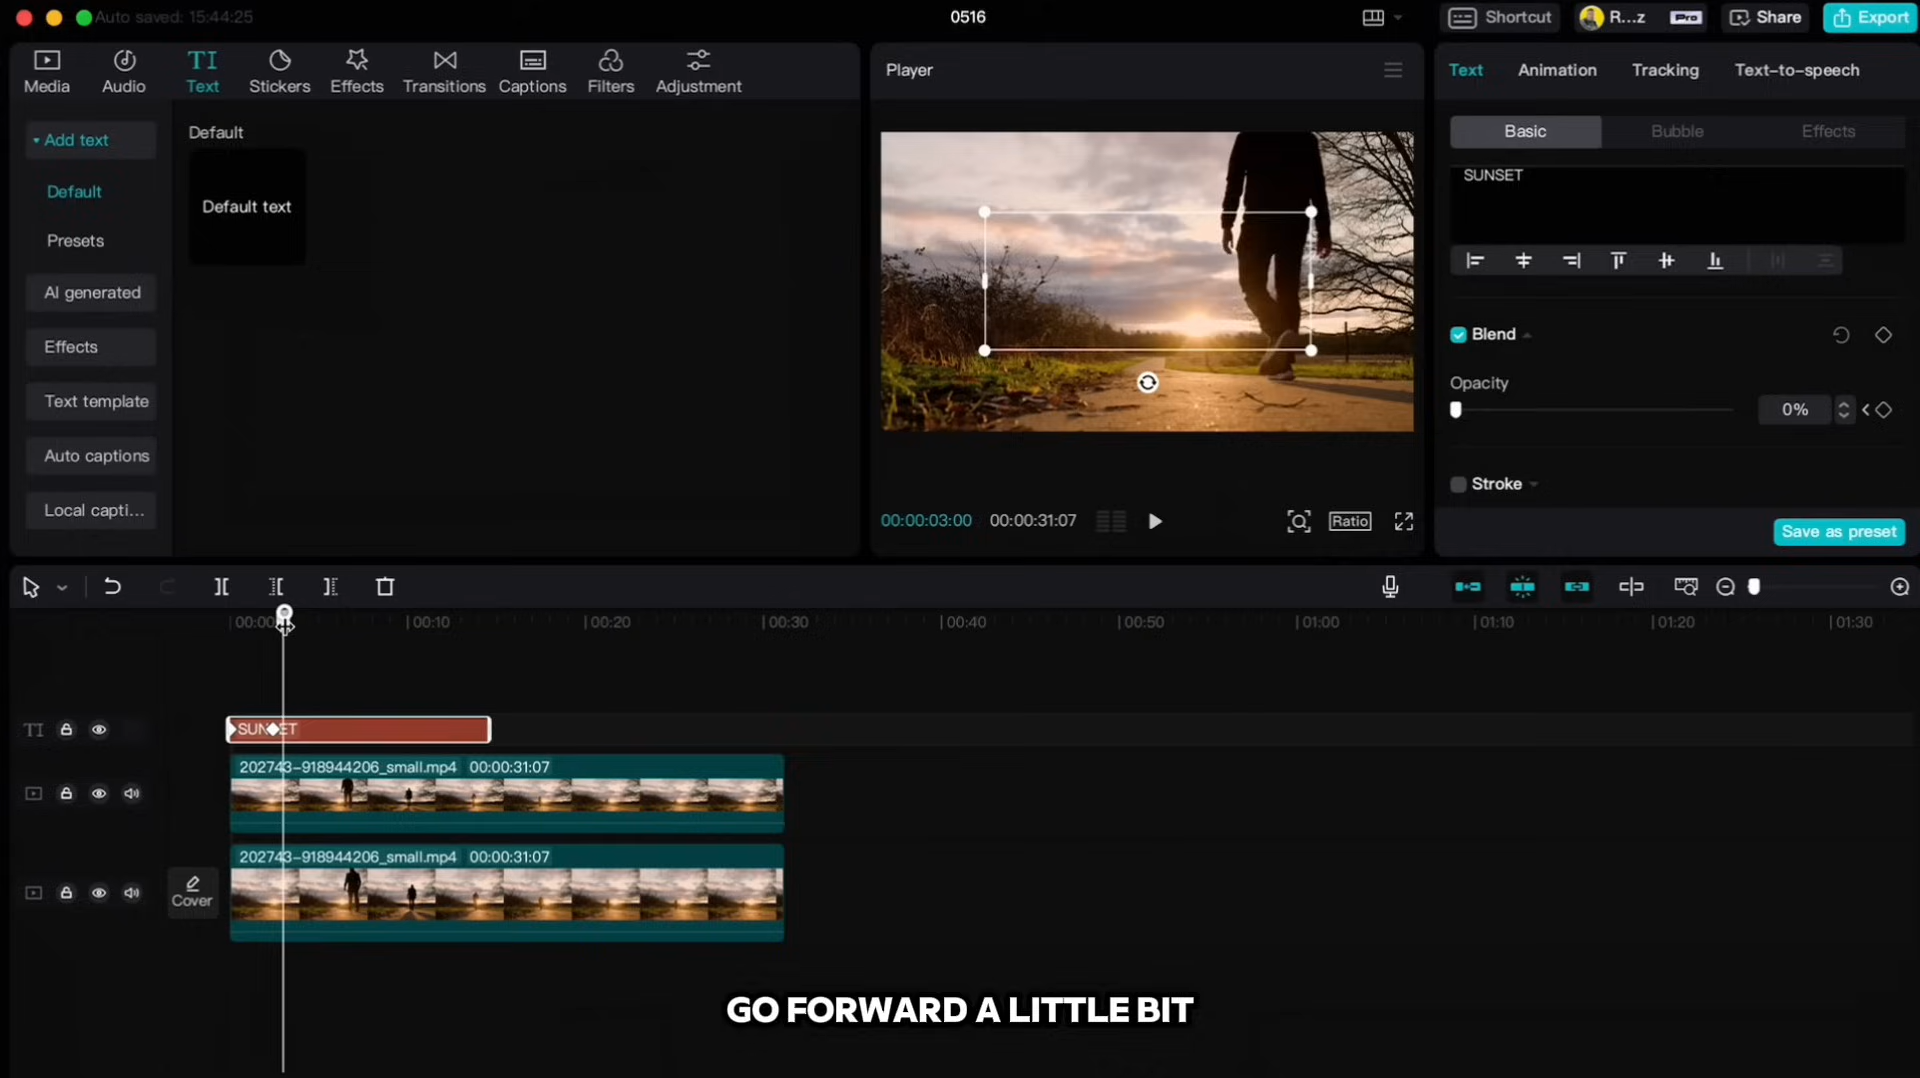 Auto saved: 15:44:25
0516
Shortcut
R...z
Pro
Share
Export
Media
Audio
TI
Text
Stickers
Effects
Transitions
Captions
Filters
Adjustment
Add text
Default
Presets
AI generated
Effects
Text template
Auto captions
Local capti...
Default
Default text
Player
00:00:03:00
00:00:31:07
Ratio
Text
Animation
Tracking
Text-to-speech
Basic
Bubble
Effects
SUNSET
Blend
Opacity
0%
Stroke
Save as preset
00:10
00:20
00:30
00:40
00:50
01:00
01:10
01:20
01:30
TI
202743-918944206_small.mp4 00:00:31:07
202743-918944206_small.mp4 00:00:31:07
Cover
GO FORWARD A LITTLE BIT